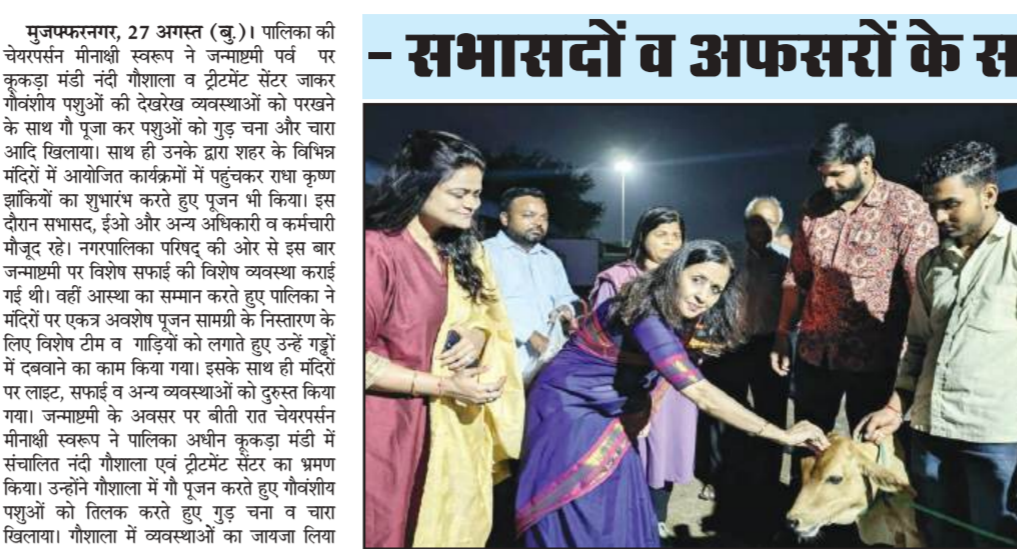 मुजफ्फरनगर, 27 अगस्त (बु.)। पालिका की
चेयरपर्सन मीनाक्षी स्वरूप ने जन्माष्टमी पर्व पर
कूकड़ा मंडी नंदी गौशाला व ट्रीटमेंट सेंटर जाकर
गौवंशीय पशुओं की देखरेख व्यवस्थाओं को परखने
के साथ गौ पूजा कर पशुओं को गुड़ चना और चारा
आदि खिलाया। साथ ही उनके द्वारा शहर के विभिन्न
मंदिरों में आयोजित कार्यक्रमों में पहुंचकर राधा कृष्ण
झांकियों का शुभारंभ करते हुए पूजन भी किया। इस
दौरान सभासद, ईओ और अन्य अधिकारी व कर्मचारी
मौजूद रहे। नगरपालिका परिषद् की ओर से इस बार
जन्माष्टमी पर विशेष सफाई की विशेष व्यवस्था कराई
गई थी। वहीं आस्था का सम्मान करते हुए पालिका ने
मंदिरों पर एकत्र अवशेष पूजन सामग्री के निस्तारण के
लिए विशेष टीम व गाड़ियों को लगाते हुए उन्हें गड्ढों
में दबवाने का काम किया गया। इसके साथ ही मंदिरों
पर लाइट, सफाई व अन्य व्यवस्थाओं को दुरुस्त किया
गया। जन्माष्टमी के अवसर पर बीती रात चेयरपर्सन
मीनाक्षी स्वरूप ने पालिका अधीन कूकड़ा मंडी में
संचालित नंदी गौशाला एवं ट्रीटमेंट सेंटर का भ्रमण
किया। उन्होंने गौशाला में गौ पूजन करते हुए गौवंशीय
पशुओं को तिलक करते हुए गुड़ चना व चारा
खिलाया। गौशाला में व्यवस्थाओं का जायजा लिया
- सभासदों व अफसरों के स